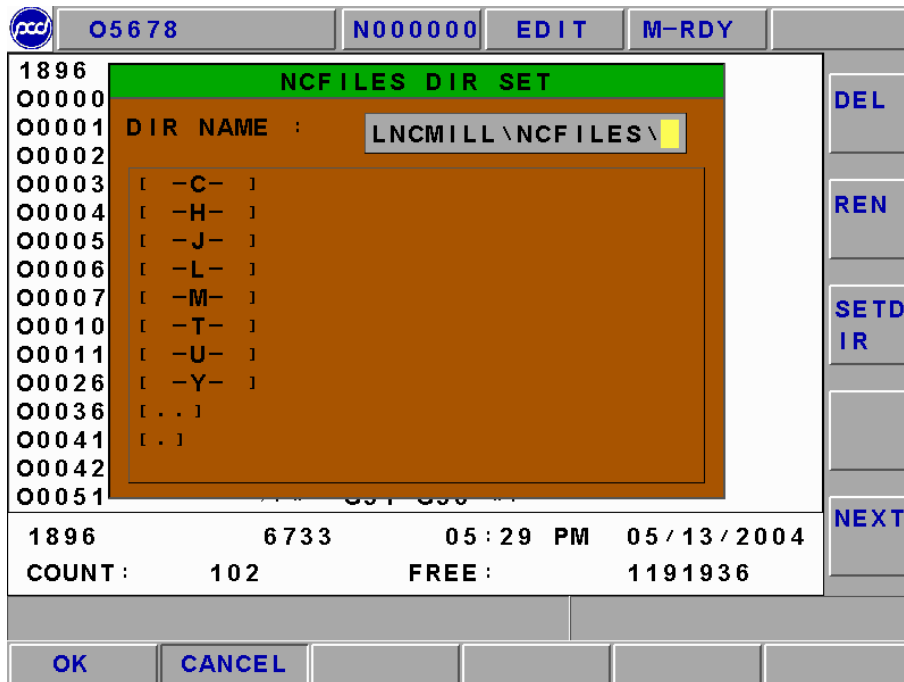 pcd O5678 N000000 EDIT M-RDY
1896
NCFILES DIR SET
O0000
DEL
O0001
DIR NAME :
LNCMILL\NCFILES\
O0002
O0003
[ -C- ]
O0004
[ -H- ]
REN
O0005
[ -J- ]
O0006
[ -L- ]
O0007
[ -M- ]
SETD
IR
O0010
[ -T- ]
O0011
[ -U- ]
O0026
[ -Y- ]
O0036
[..]
O0041
[.]
O0042
O0051
NEXT
1896 6733 05:29 PM 05/13/2004
COUNT: 102 FREE: 1191936
OK CANCEL